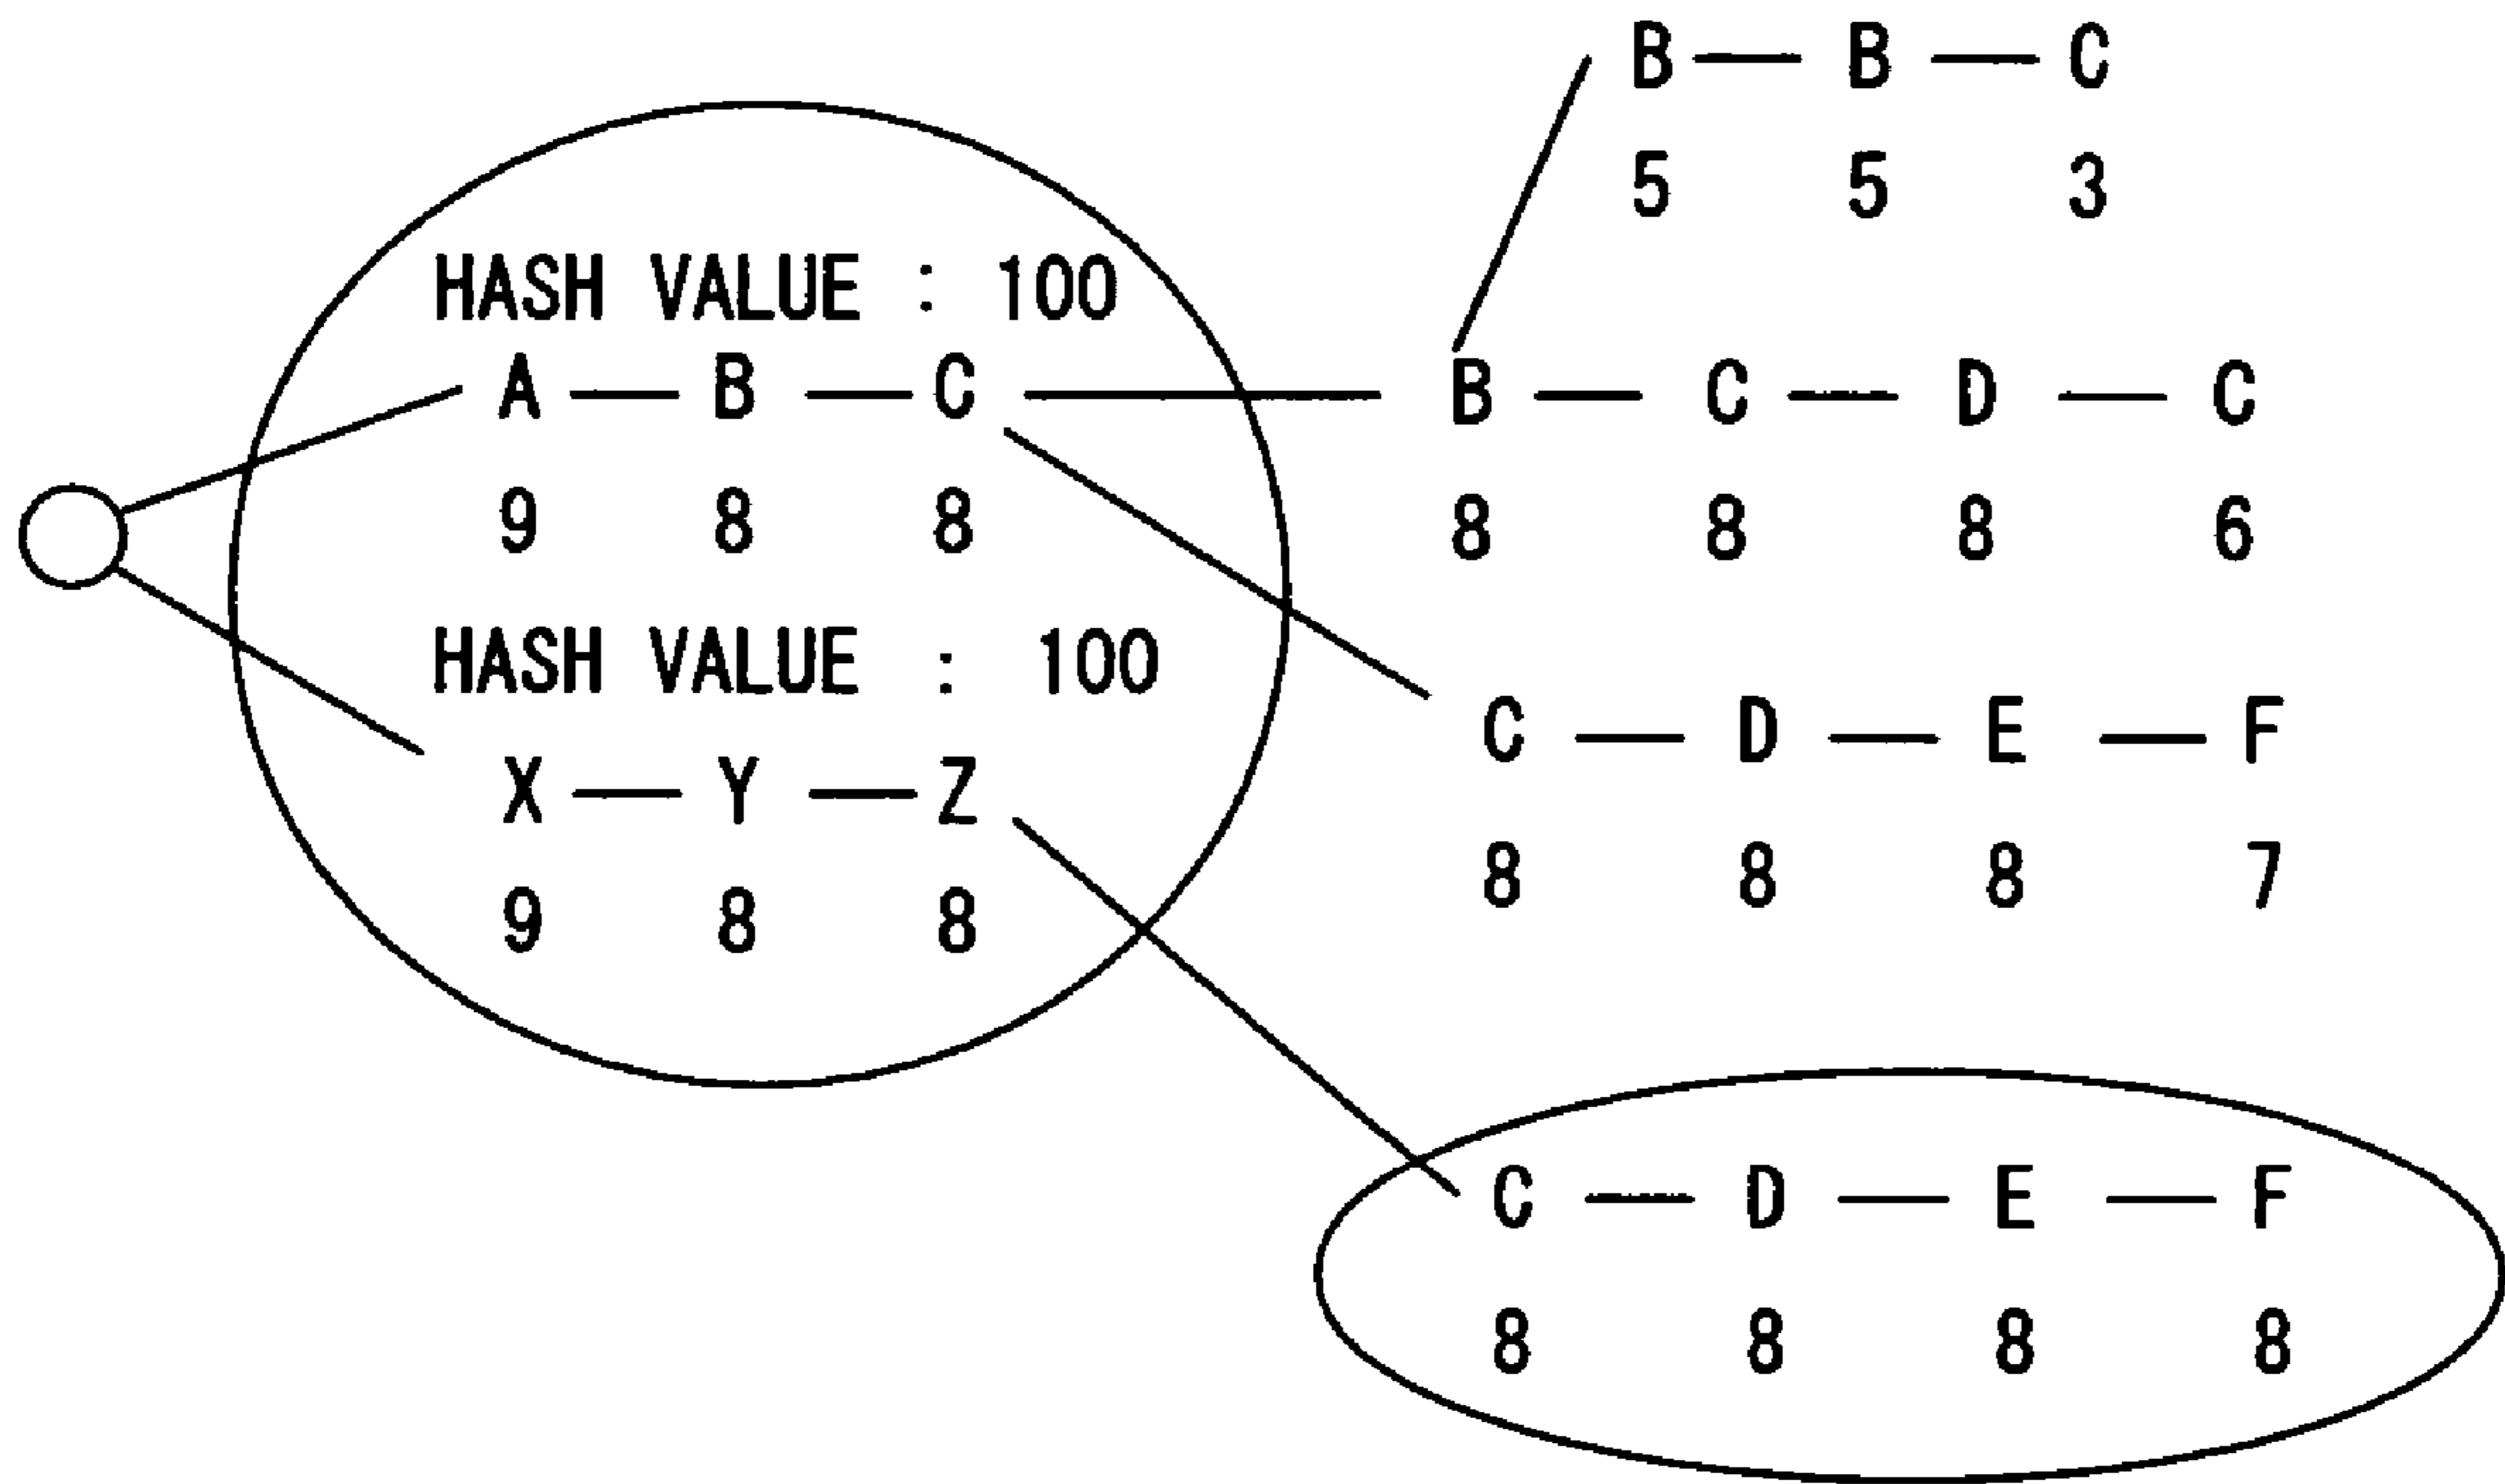 B — B — C
5 5 3
HASH VALUE : 100
A — B — C — B — C — D — C
9 8 8 8 8 8 6
HASH VALUE : 100
C — D — E — F
X — Y — Z
8 8 8 7
9 8 8
C — D — E — F
8 8 8 8